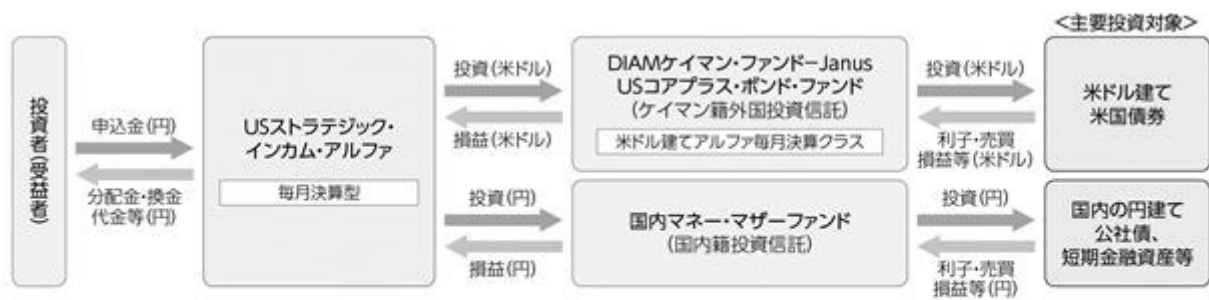 <主要投資対象>
投資者(受益者)
申込金(円)
分配金・換金
代金等(円)
USストラテジック・
インカム・アルファ
毎月決算型
投資(米ドル)
損益(米ドル)
投資(円)
損益(円)
DIAMケイマン・ファンド−Janus
USコアプラス・ボンド・ファンド
(ケイマン籍外国投資信託)
米ドル建てアルファ毎月決算クラス
国内マネー・マザーファンド
(国内籍投資信託)
投資(米ドル)
利子・売買
損益等(米ドル)
投資(円)
利子・売買
損益等(円)
米ドル建て
米国債券
国内の円建て
公社債、
短期金融資産等